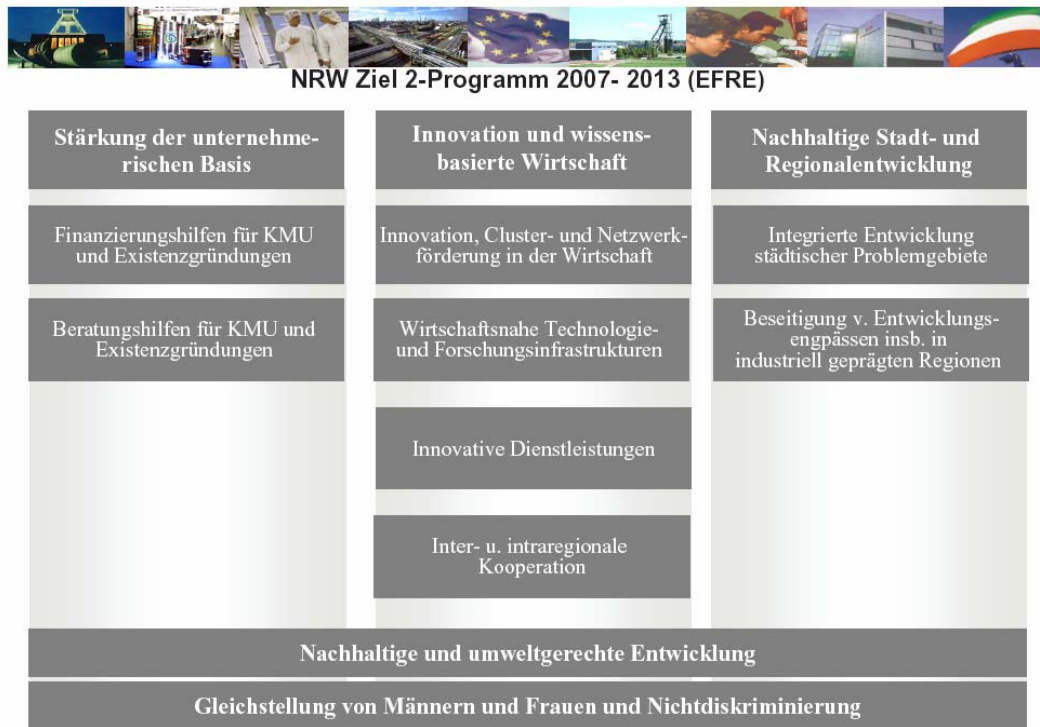 NRW Ziel 2-Programm 2007- 2013 (EFRE)
Stärkung der unternehme-
rischen Basis
Finanzierungshilfen für KMU
und Existenzgründungen
Beratungshilfen für KMU und
Existenzgründungen
Innovation und wissens-
basierte Wirtschaft
Innovation, Cluster- und Netzwerk-
förderung in der Wirtschaft
Wirtschaftsnahe Technologie-
und Forschungsinfrastrukturen
Innovative Dienstleistungen
Inter- u. intraregionale
Kooperation
Nachhaltige Stadt- und
Regionalentwicklung
Integrierte Entwicklung
städtischer Problemgebiete
Beseitigung v. Entwicklungs-
engpässen insb. in
industriell geprägten Regionen
Nachhaltige und umweltgerechte Entwicklung
Gleichstellung von Männern und Frauen und Nichtdiskriminierung